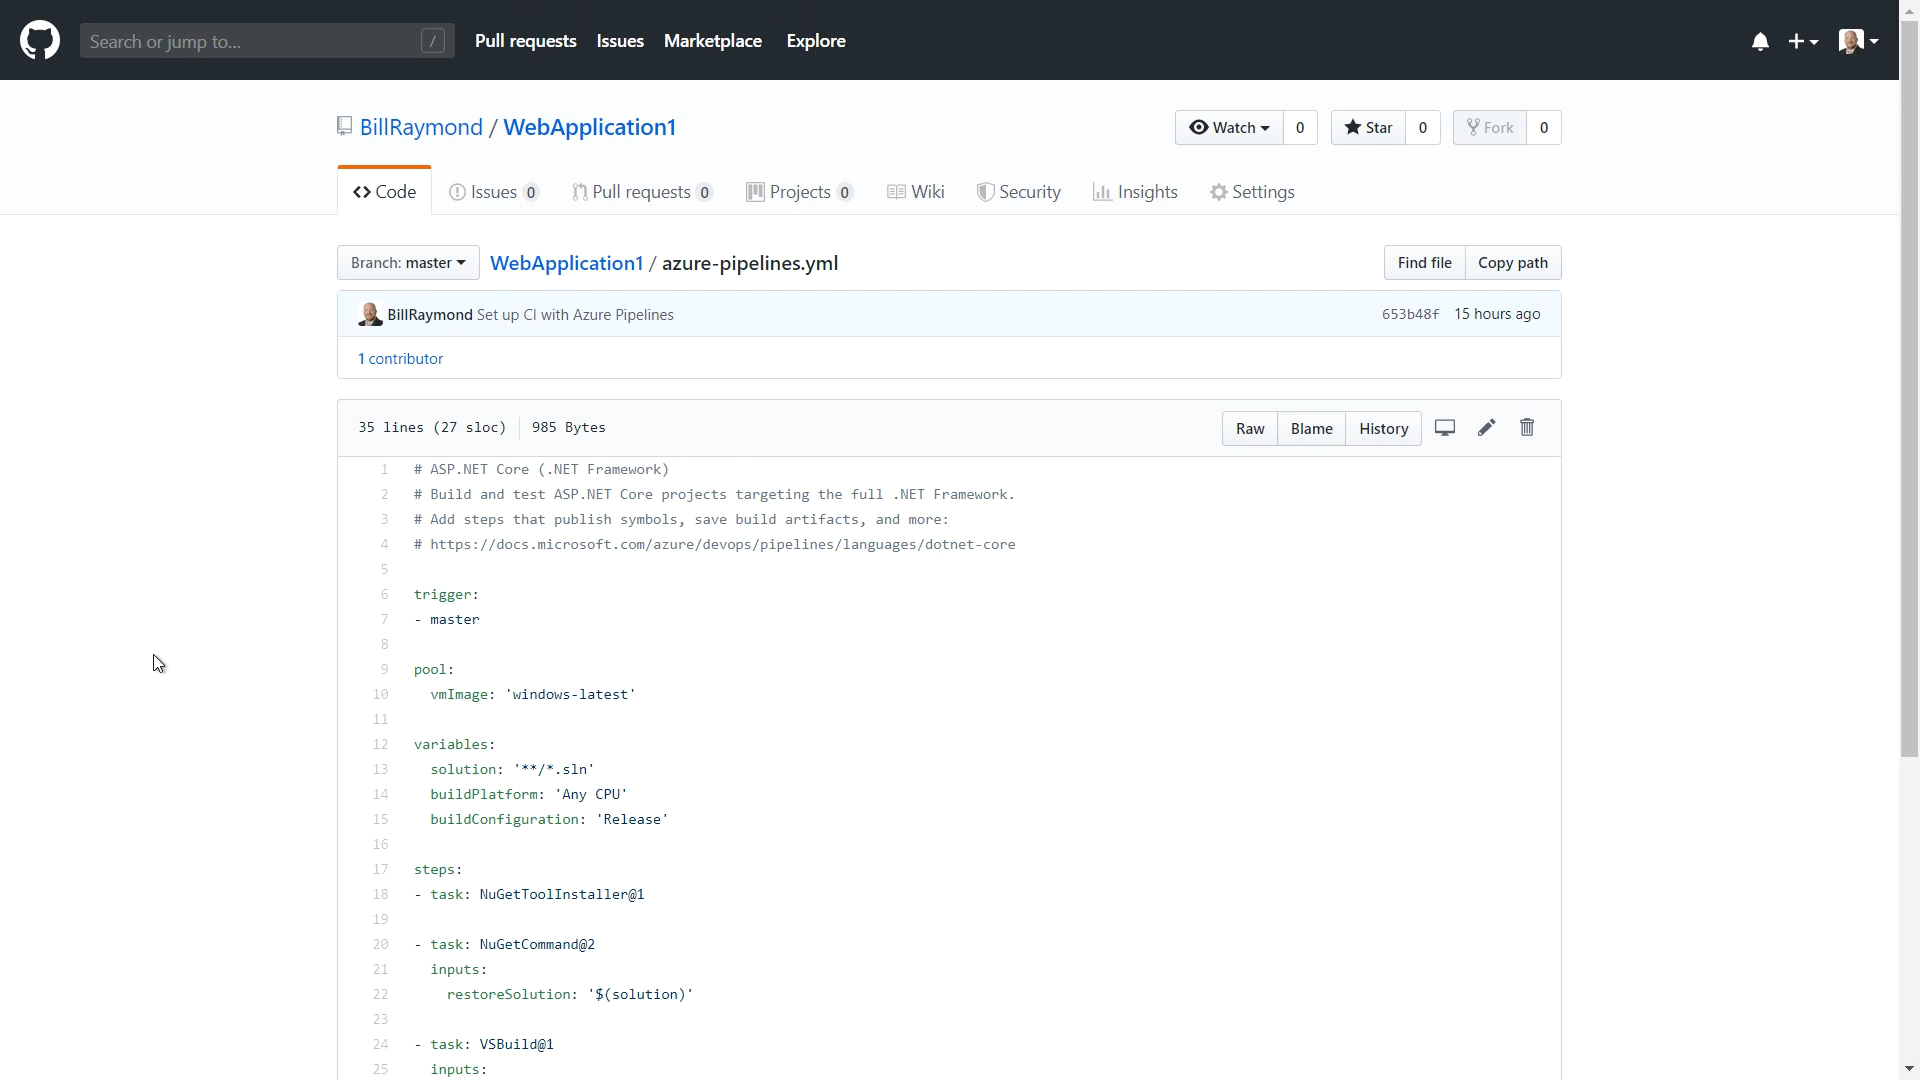 Search or jump to... /
Pull requests Issues Marketplace Explore
BillRaymond / WebApplication1
Watch 0 Star 0 Fork 0
Code Issues 0 Pull requests 0 Projects 0 Wiki Security Insights Settings
Branch: master WebApplication1 / azure-pipelines.yml Find file Copy path
BillRaymond Set up CI with Azure Pipelines 653b48f 15 hours ago
1 contributor
35 lines (27 sloc) 985 Bytes Raw Blame History
1 # ASP.NET Core (.NET Framework)
2 # Build and test ASP.NET Core projects targeting the full .NET Framework.
3 # Add steps that publish symbols, save build artifacts, and more:
4 # https://docs.microsoft.com/azure/devops/pipelines/languages/dotnet-core
5
6 trigger:
7 - master
8
9 pool:
10   vmImage: 'windows-latest'
11
12 variables:
13   solution: '**/*.sln'
14   buildPlatform: 'Any CPU'
15   buildConfiguration: 'Release'
16
17 steps:
18 - task: NuGetToolInstaller@1
19
20 - task: NuGetCommand@2
21   inputs:
22     restoreSolution: '$(solution)'
23
24 - task: VSBuild@1
25   inputs: